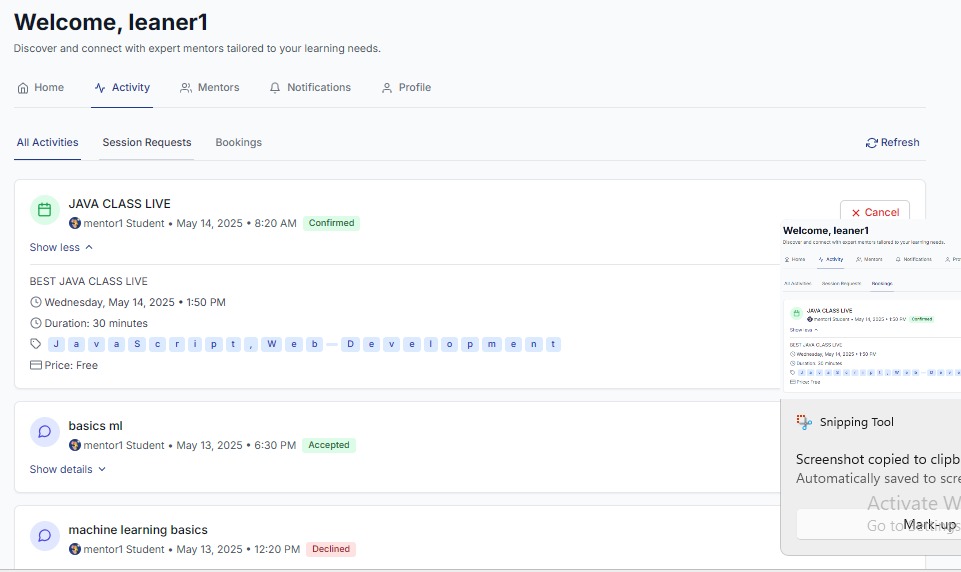 Welcome, leaner1
Discover and connect with expert mentors tailored to your learning needs.
Home Activity Mentors Notifications Profile
All Activities Session Requests Bookings Refresh
JAVA CLASS LIVE
mentor1 Student • May 14, 2025 • 8:20 AM Confirmed
Cancel
Show less
BEST JAVA CLASS LIVE
Wednesday, May 14, 2025 • 1:50 PM
Duration: 30 minutes
J a v a S c r i p t , W e b D e v e l o p m e n t
Price: Free
basics ml
mentor1 Student • May 13, 2025 • 6:30 PM Accepted
Show details
machine learning basics
mentor1 Student • May 13, 2025 • 12:20 PM Declined
Welcome, leaner1
Discover and connect with expert mentors tailored to your learning needs.
Home Activity Mentors Notifications Pro
All Activities Session Requests Bookings
JAVA CLASS LIVE
mentor1 Student • May 14, 2025 • 1:50 PM Confirmed
Show less
BEST JAVA CLASS LIVE
Wednesday, May 14, 2025 • 1:50 PM
Duration: 30 minutes
J a v a S c r i p t , W e b D e v e
Price: Free
Snipping Tool
Screenshot copied to clipb
Automatically saved to scre
Activate W
Go to Settings
Mark-up